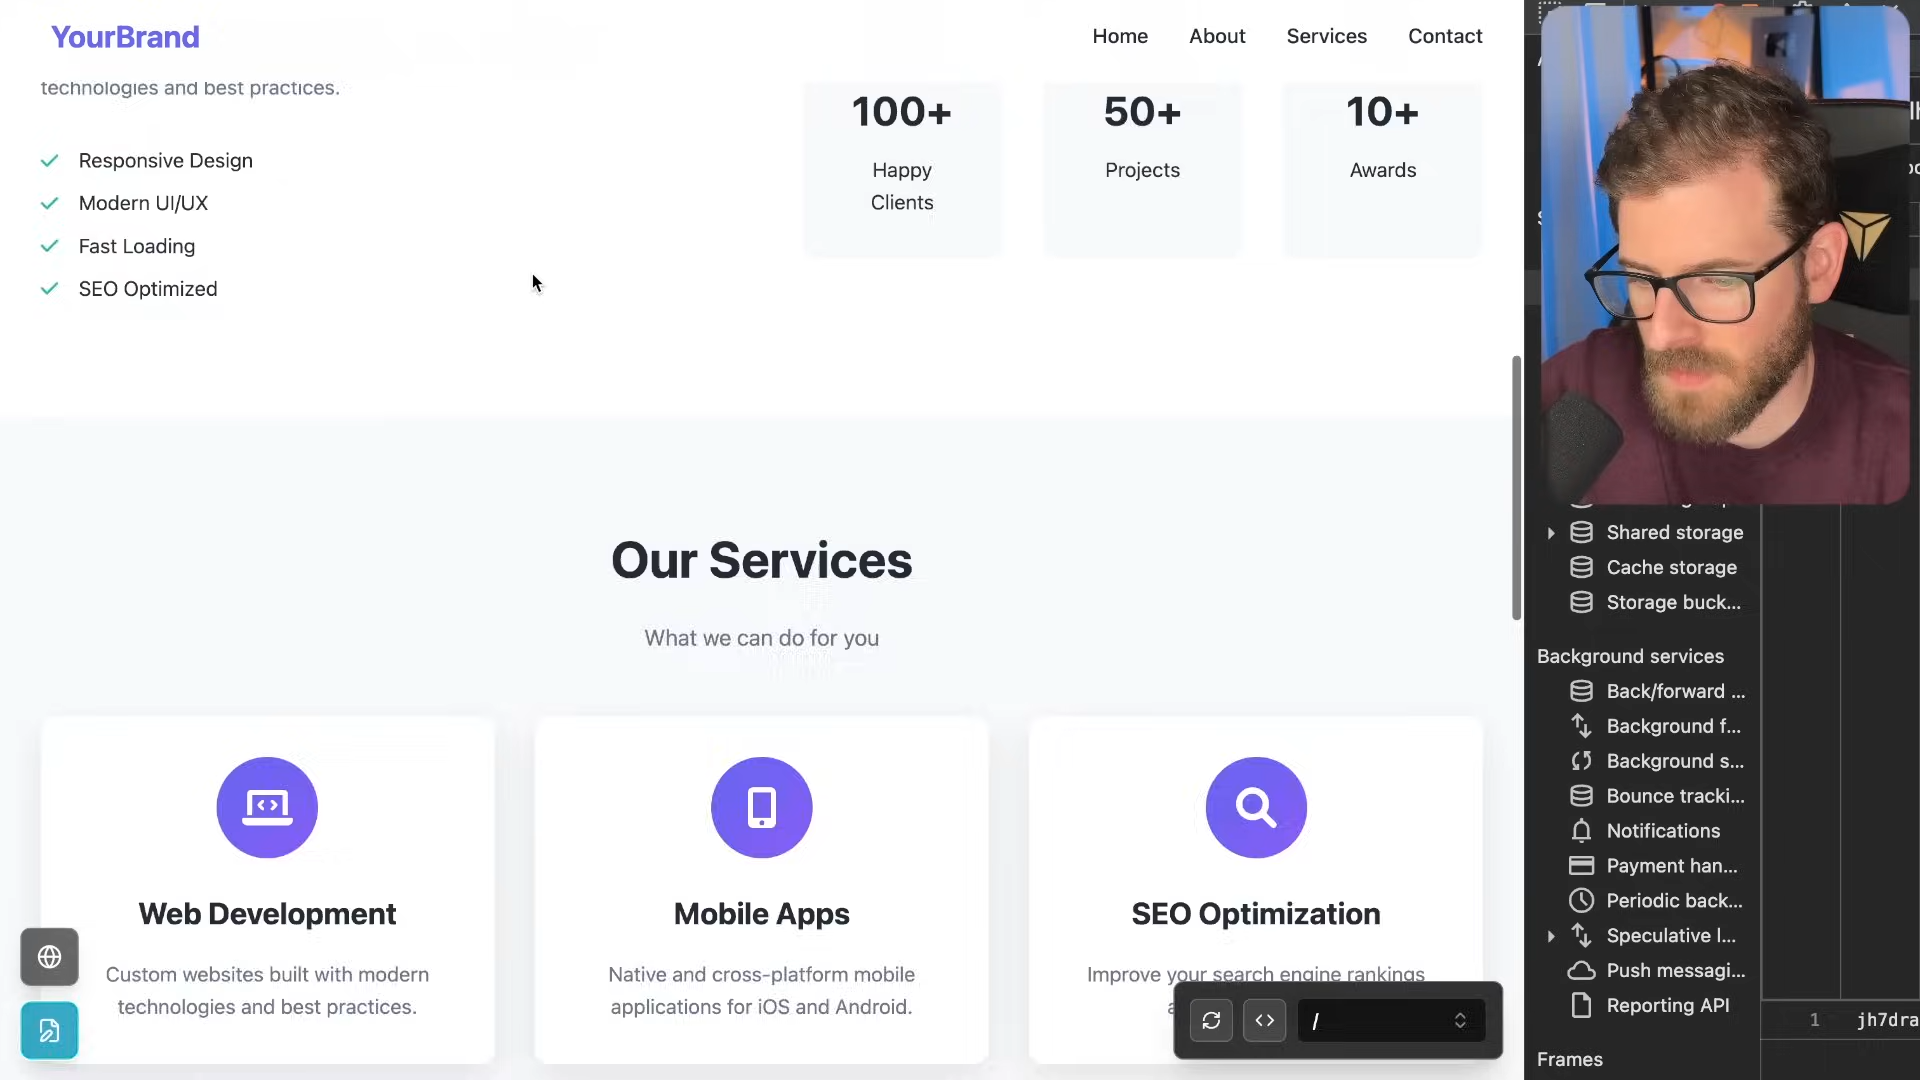 YourBrand
Home
About
Services
Contact
technologies and best practices.
Responsive Design
Modern UI/UX
Fast Loading
SEO Optimized
100+
Happy
Clients
50+
Projects
10+
Awards
Our Services
What we can do for you
Web Development
Custom websites built with modern
technologies and best practices.
Mobile Apps
Native and cross-platform mobile
applications for iOS and Android.
SEO Optimization
Improve your search engine rankings
/
Shared storage
Cache storage
Storage buck...
Background services
Back/forward ...
Background f...
Background s...
Bounce tracki...
Notifications
Payment han...
Periodic back...
Speculative l...
Push messagi...
Reporting API
Frames
1
jh7dra